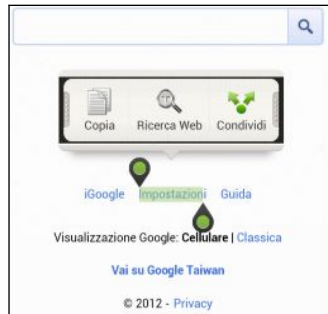 Copia Ricerca Web Condividi
iGoogle Impostazioni Guida
Visualizzazione Google: Cellulare | Classica
Vai su Google Taiwan
© 2012 - Privacy